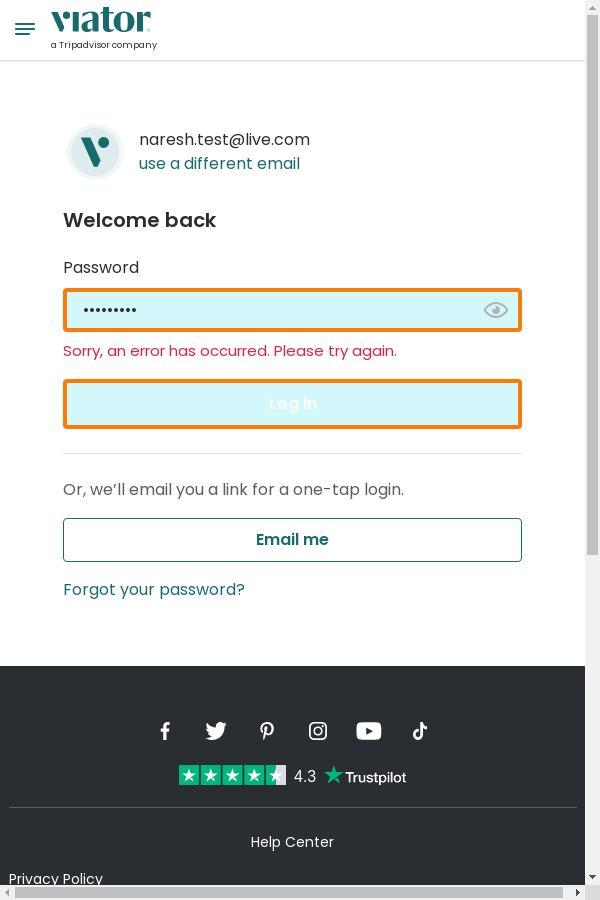 viator
a Tripadvisor company
naresh.test@live.com
use a different email
Welcome back
Password
•••••••••
Sorry, an error has occurred. Please try again.
Log in
Or, we’ll email you a link for a one-tap login.
Email me
Forgot your password?
4.3 Trustpilot
Help Center
Privacy Policy